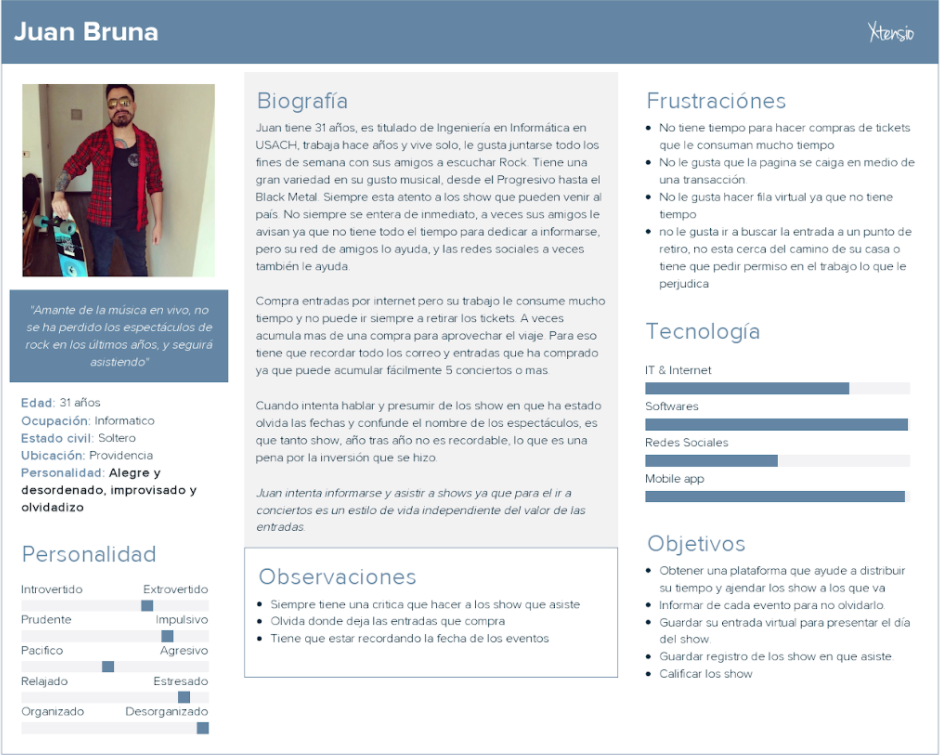 Juan Bruna
Xtensio
"Amante de la música en vivo, no
se ha perdido los espectáculos de
rock en los últimos años, y seguirá
asistiendo"
Edad: 31 años
Ocupación: Informatico
Estado civil: Soltero
Ubicación: Providencia
Personalidad: Alegre y
desordenado, improvisado y
olvidadizo
Personalidad
Introvertido Extrovertido
Prudente Impulsivo
Pacifico Agresivo
Relajado Estresado
Organizado Desorganizado
Biografía
Juan tiene 31 años, es titulado de Ingeniería en Informática en
USACH, trabaja hace años y vive solo, le gusta juntarse todo los
fines de semana con sus amigos a escuchar Rock. Tiene una
gran variedad en su gusto musical, desde el Progresivo hasta el
Black Metal. Siempre esta atento a los show que pueden venir al
país. No siempre se entera de inmediato, a veces sus amigos le
avisan ya que no tiene todo el tiempo para dedicar a informarse,
pero su red de amigos lo ayuda, y las redes sociales a veces
también le ayuda.
Compra entradas por internet pero su trabajo le consume mucho
tiempo y no puede ir siempre a retirar los tickets. A veces
acumula mas de una compra para aprovechar el viaje. Para eso
tiene que recordar todo los correo y entradas que ha comprado
ya que puede acumular fácilmente 5 conciertos o mas.
Cuando intenta hablar y presumir de los show en que ha estado
olvida las fechas y confunde el nombre de los espectáculos, es
que tanto show, año tras año no es recordable, lo que es una
pena por la inversión que se hizo.
Juan intenta informarse y asistir a shows ya que para el ir a
conciertos es un estilo de vida independiente del valor de las
entradas.
Observaciones
• Siempre tiene una critica que hacer a los show que asiste
• Olvida donde deja las entradas que compra
• Tiene que estar recordando la fecha de los eventos
Frustraciónes
• No tiene tiempo para hacer compras de tickets
que le consuman mucho tiempo
• No le gusta que la pagina se caiga en medio de
una transacción.
• No le gusta hacer fila virtual ya que no tiene
tiempo
• no le gusta ir a buscar la entrada a un punto de
retiro, no esta cerca del camino de su casa o
tiene que pedir permiso en el trabajo lo que le
perjudica
Tecnología
IT & Internet
Softwares
Redes Sociales
Mobile app
Objetivos
• Obtener una plataforma que ayude a distribuir
su tiempo y ajendar los show a los que va
• Informar de cada evento para no olvidarlo.
• Guardar su entrada virtual para presentar el día
del show.
• Guardar registro de los show en que asiste.
• Calificar los show